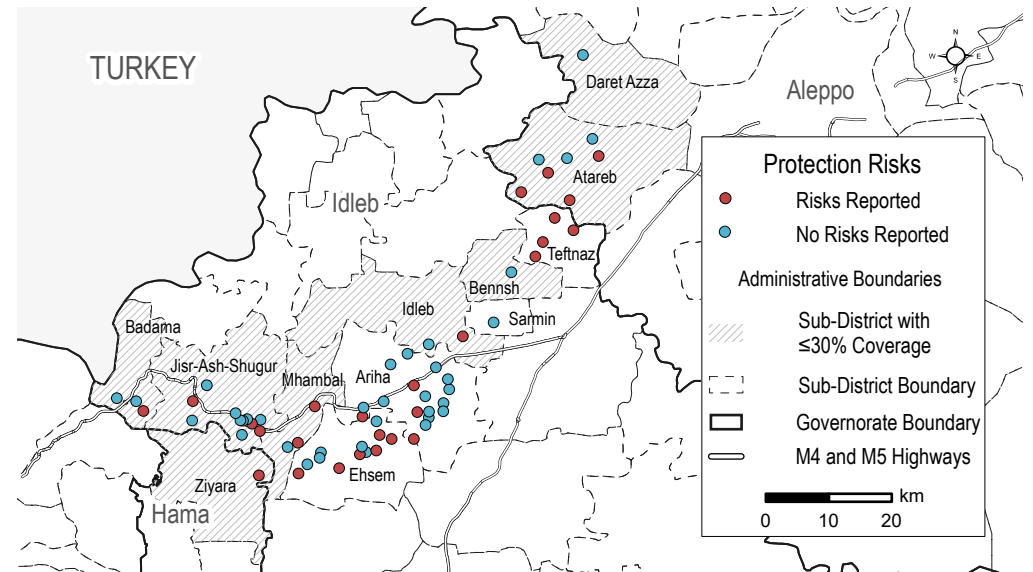 TURKEY
Daret Azza
Aleppo
N
W E
S
Atareb
Idleb
Teftnaz
Bennsh
Idleb
Sarmin
Badama
Jisr-Ash-Shugur
Mhambal
Ariha
Ehsem
Ziyara
Hama
Protection Risks
Risks Reported
No Risks Reported
Administrative Boundaries
Sub-District with
≤30% Coverage
Sub-District Boundary
Governorate Boundary
M4 and M5 Highways
km
0 10 20